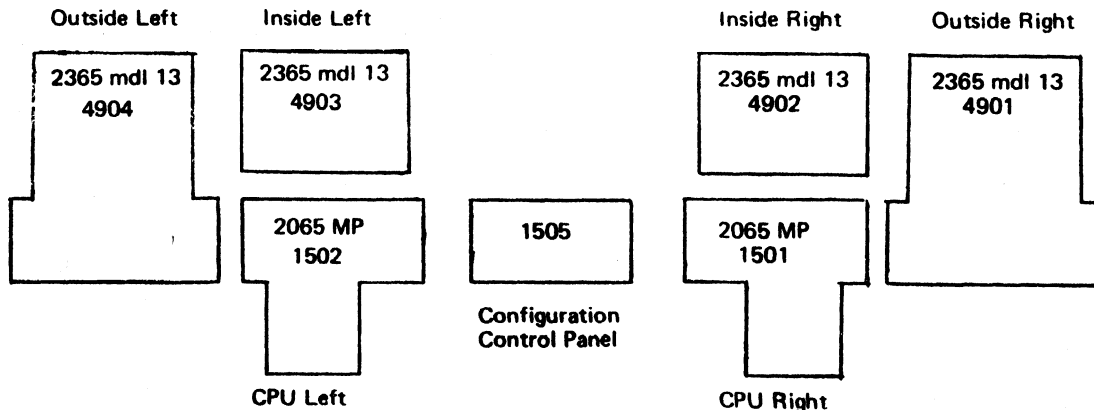 Outside Left
Inside Left
Inside Right
Outside Right
2365 mdl 13
4904
2365 mdl 13
4903
2365 mdl 13
4902
2365 mdl 13
4901
2065 MP
1502
1505
2065 MP
1501
Configuration
Control Panel
CPU Left
CPU Right